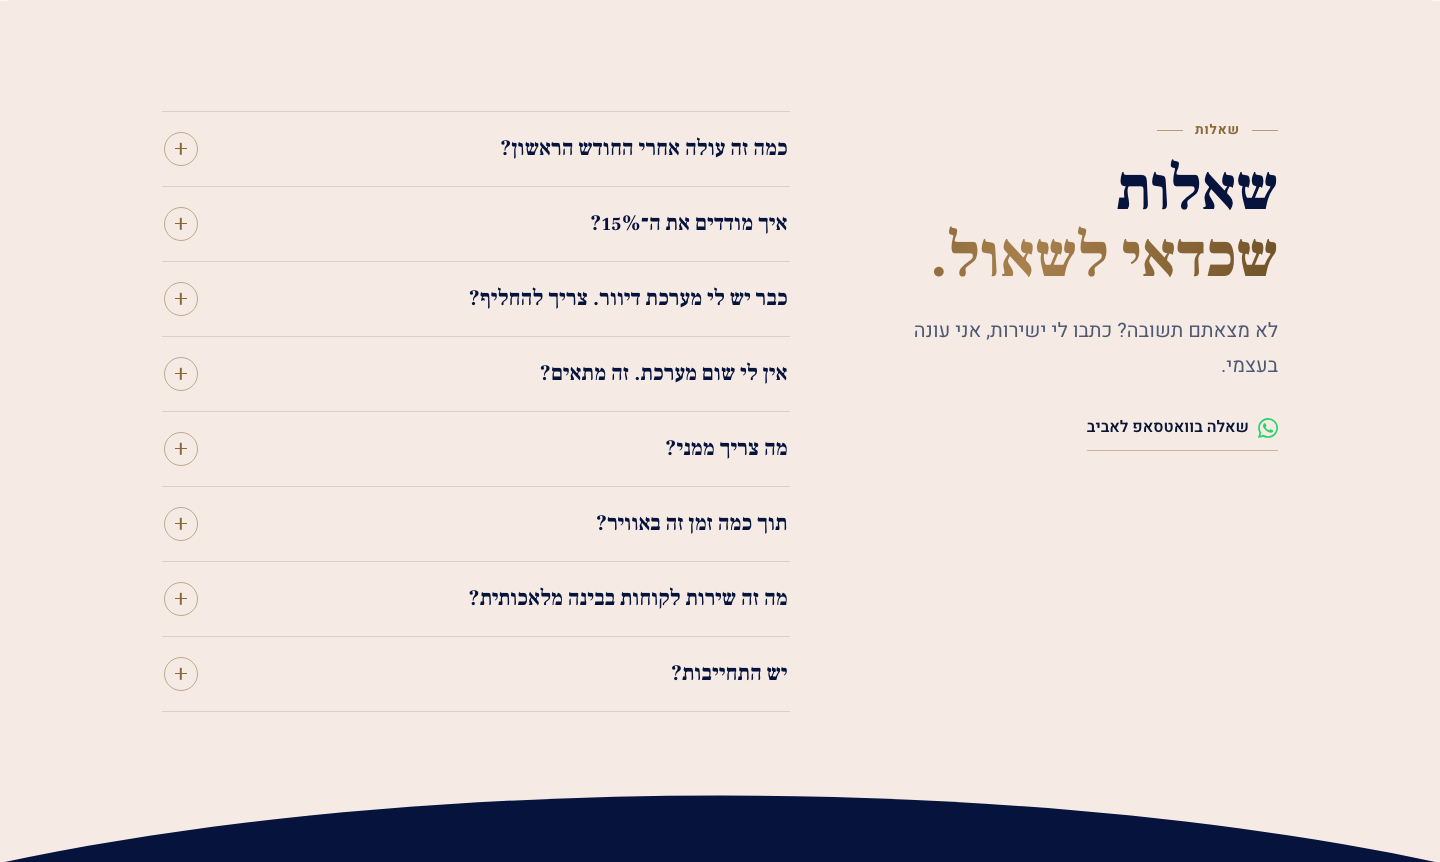 שאלות
שאלות
שכדאי לשאול.
לא מצאתם תשובה? כתבו לי ישירות, אני עונה
בעצמי.
שאלה בוואטסאפ לאביב
כמה זה עולה אחרי החודש הראשון?
איך מודדים את ה־15%?
כבר יש לי מערכת דיוור. צריך להחליף?
אין לי שום מערכת. זה מתאים?
מה צריך ממני?
תוך כמה זמן זה באוויר?
מה זה שירות לקוחות בבינה מלאכותית?
יש התחייבות?